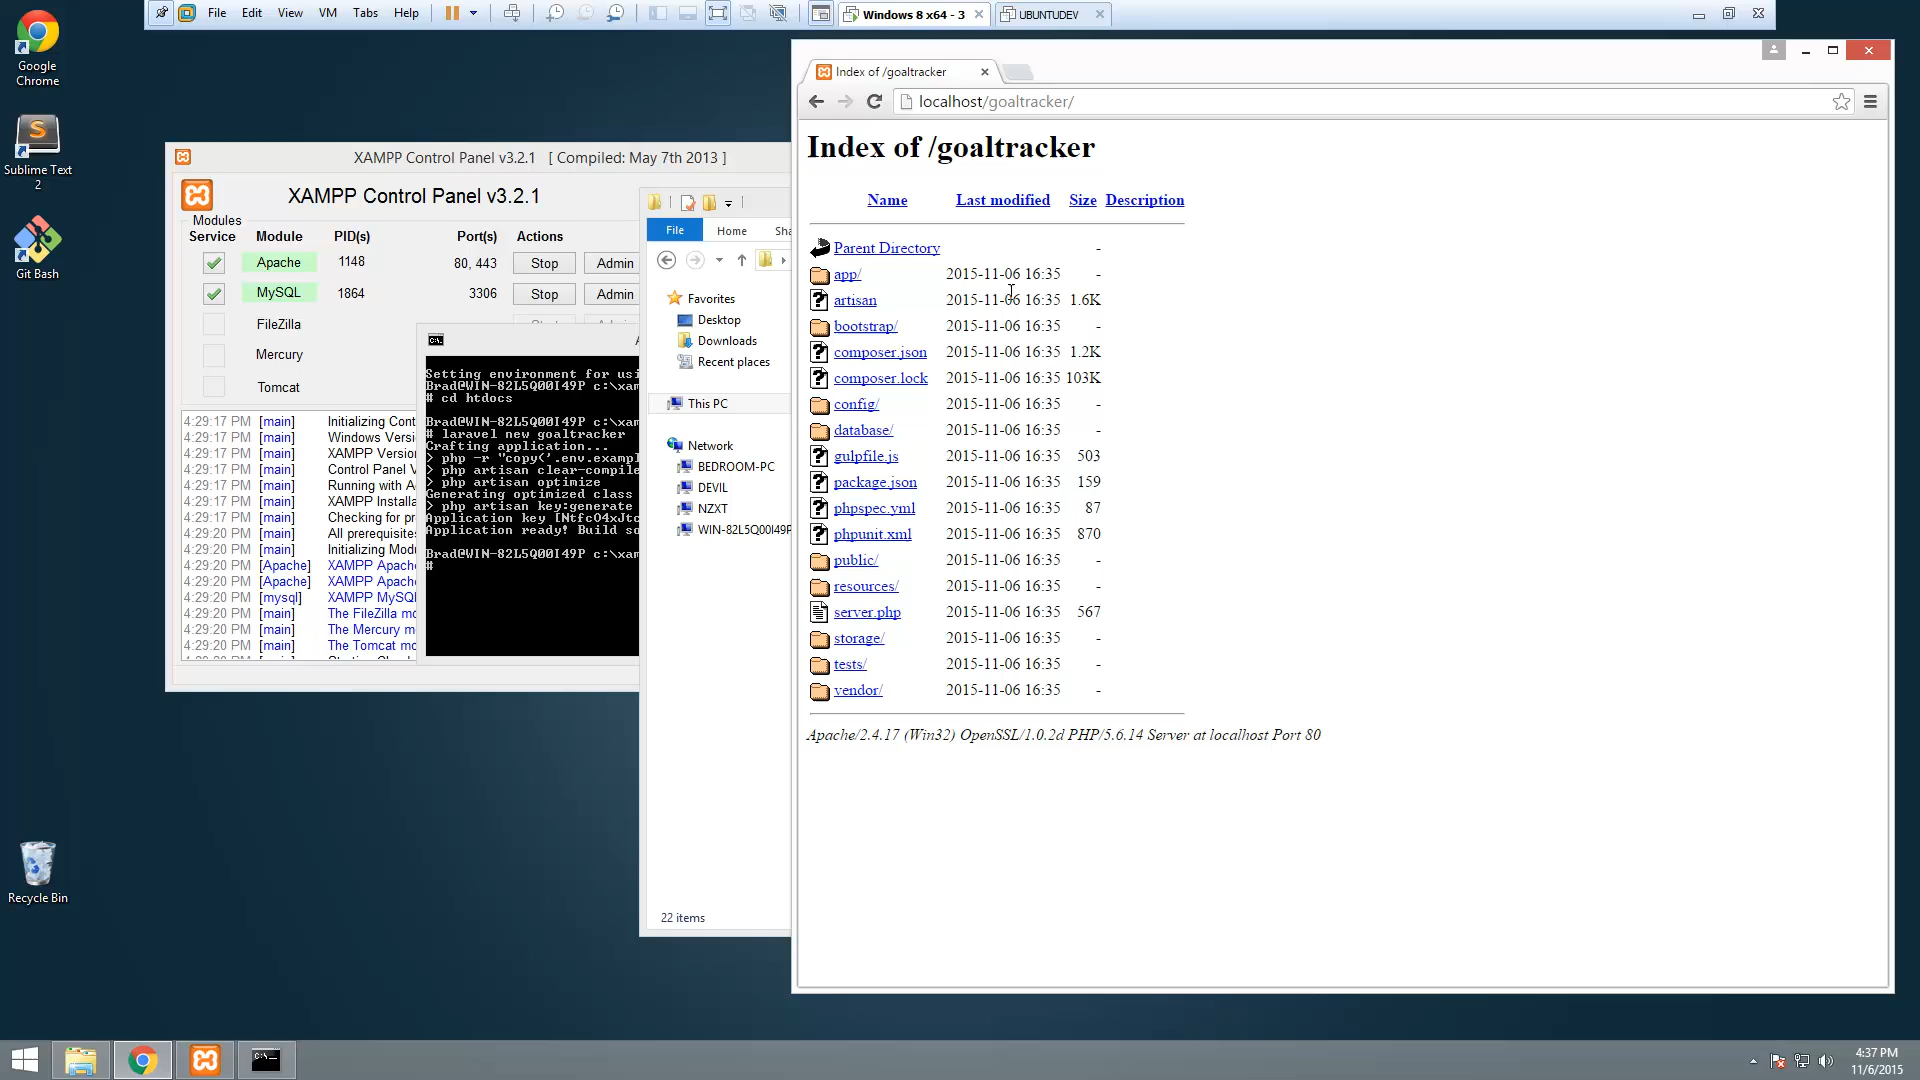 File Edit View VM Tabs Help
Windows 8 x64 - 3
UBUNTUDEV
Google
Chrome
Sublime Text
2
Git Bash
Recycle Bin
XAMPP Control Panel v3.2.1 [ Compiled: May 7th 2013 ]
XAMPP Control Panel v3.2.1
Modules
Service Module PID(s) Port(s) Actions
Apache 1148 80, 443 Stop Admin
MySQL 1864 3306 Stop Admin
FileZilla
Mercury
Tomcat
4:29:17 PM [main] Initializing Cont
4:29:17 PM [main] Windows Versi
4:29:17 PM [main] XAMPP Version
4:29:17 PM [main] Control Panel V
4:29:17 PM [main] Running with A
4:29:17 PM [main] XAMPP Installa
4:29:17 PM [main] Checking for pr
4:29:20 PM [main] All prerequisite
4:29:20 PM [main] Initializing Modu
4:29:20 PM [Apache] XAMPP Apach
4:29:20 PM [Apache] XAMPP Apach
4:29:20 PM [mysql] XAMPP MySQL
4:29:20 PM [main] The FileZilla mo
4:29:20 PM [main] The Mercury m
4:29:20 PM [main] The Tomcat mo
Setting environment for usi
Brad@WIN-82L5Q00I49P c:\xam
# cd htdocs
Brad@WIN-82L5Q00I49P c:\xam
# laravel new goaltracker
Crafting application...
> php -r "copy('.env.exampl
> php artisan clear-compile
> php artisan optimize
Generating optimized class
> php artisan key:generate
Application key [NtfcO4xJtc
Application ready! Build so
Brad@WIN-82L5Q00I49P c:\xam
#
File Home Sha
Favorites
Desktop
Downloads
Recent places
This PC
Network
BEDROOM-PC
DEVIL
NZXT
WIN-82L5Q00I49P
22 items
Index of /goaltracker
localhost/goaltracker/
Index of /goaltracker
Name Last modified Size Description
Parent Directory -
app/ 2015-11-06 16:35 -
artisan 2015-11-06 16:35 1.6K
bootstrap/ 2015-11-06 16:35 -
composer.json 2015-11-06 16:35 1.2K
composer.lock 2015-11-06 16:35 103K
config/ 2015-11-06 16:35 -
database/ 2015-11-06 16:35 -
gulpfile.js 2015-11-06 16:35 503
package.json 2015-11-06 16:35 159
phpspec.yml 2015-11-06 16:35 87
phpunit.xml 2015-11-06 16:35 870
public/ 2015-11-06 16:35 -
resources/ 2015-11-06 16:35 -
server.php 2015-11-06 16:35 567
storage/ 2015-11-06 16:35 -
tests/ 2015-11-06 16:35 -
vendor/ 2015-11-06 16:35 -
Apache/2.4.17 (Win32) OpenSSL/1.0.2d PHP/5.6.14 Server at localhost Port 80
4:37 PM
11/6/2015